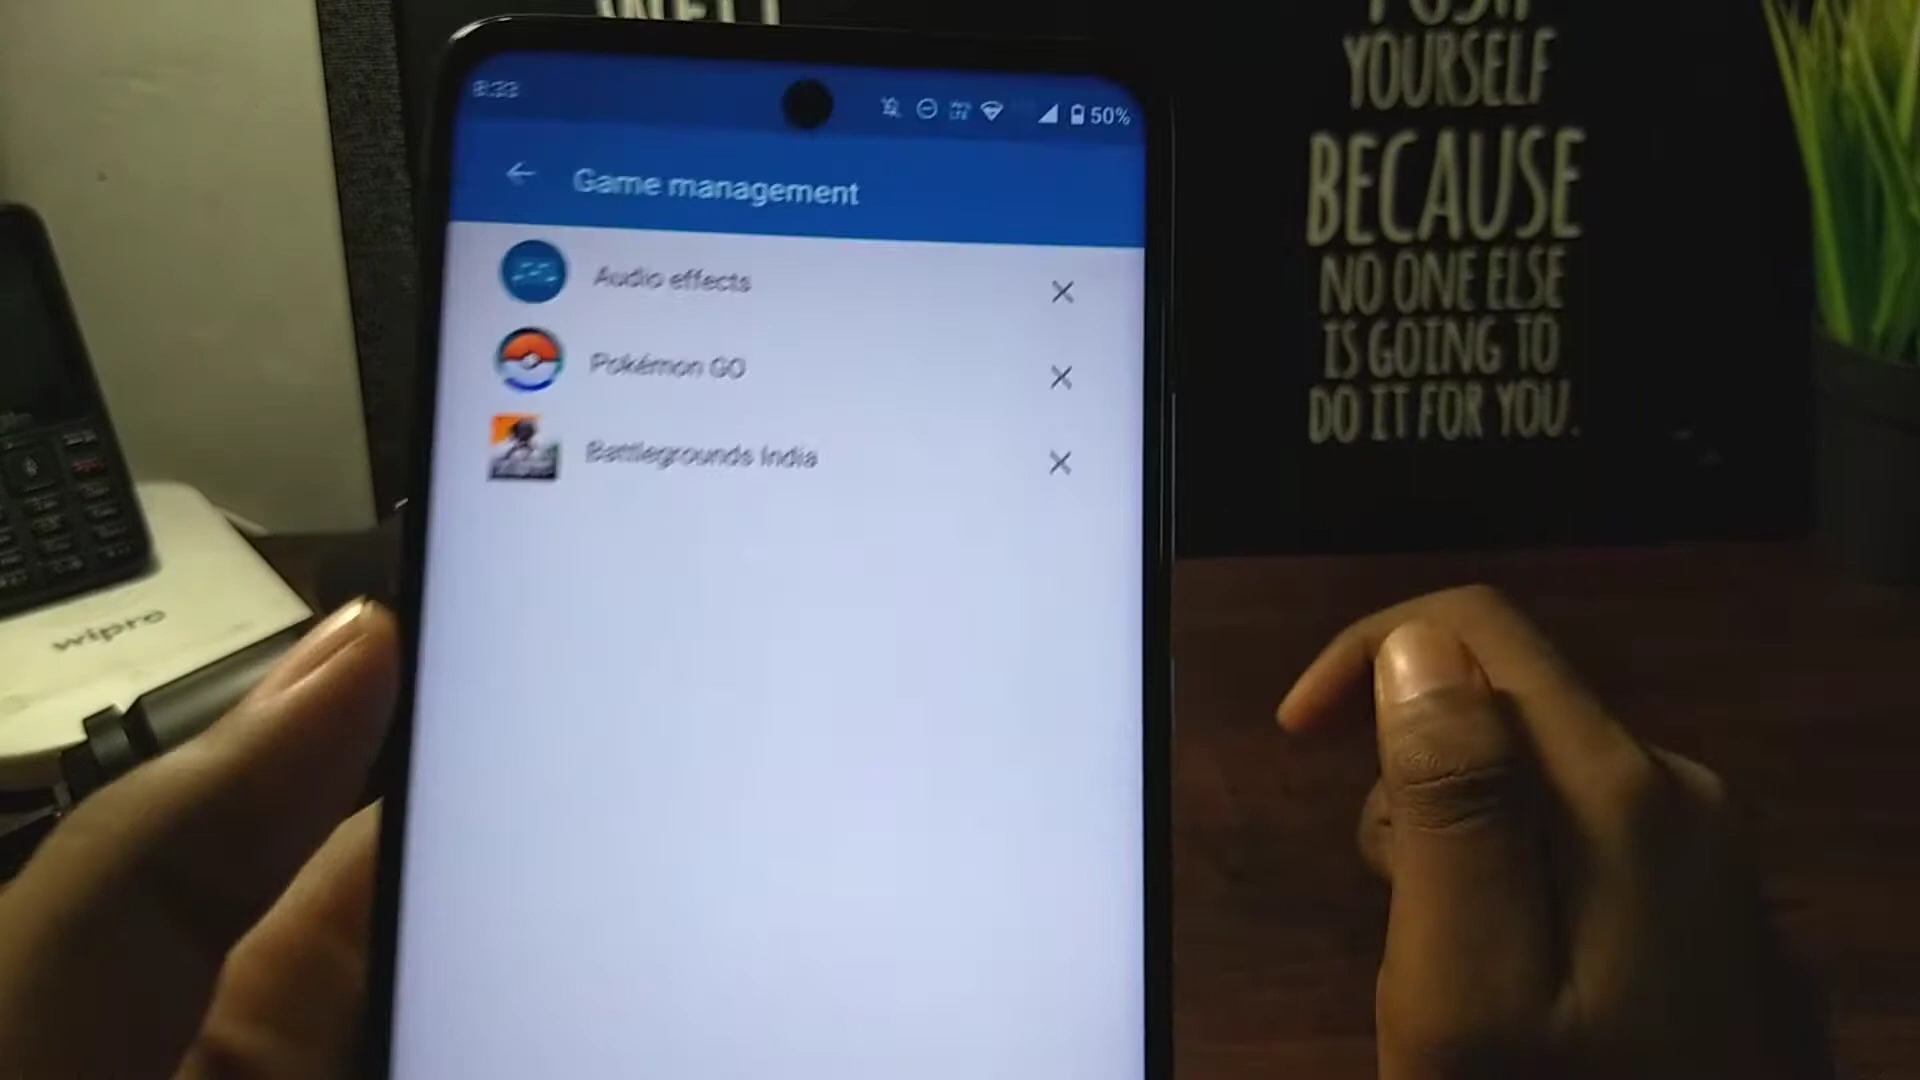 8:33
50%
Game management
Audio effects
Pokémon GO
Battlegrounds India
YOURSELF
BECAUSE
NO ONE ELSE
IS GOING TO
DO IT FOR YOU.
wipro